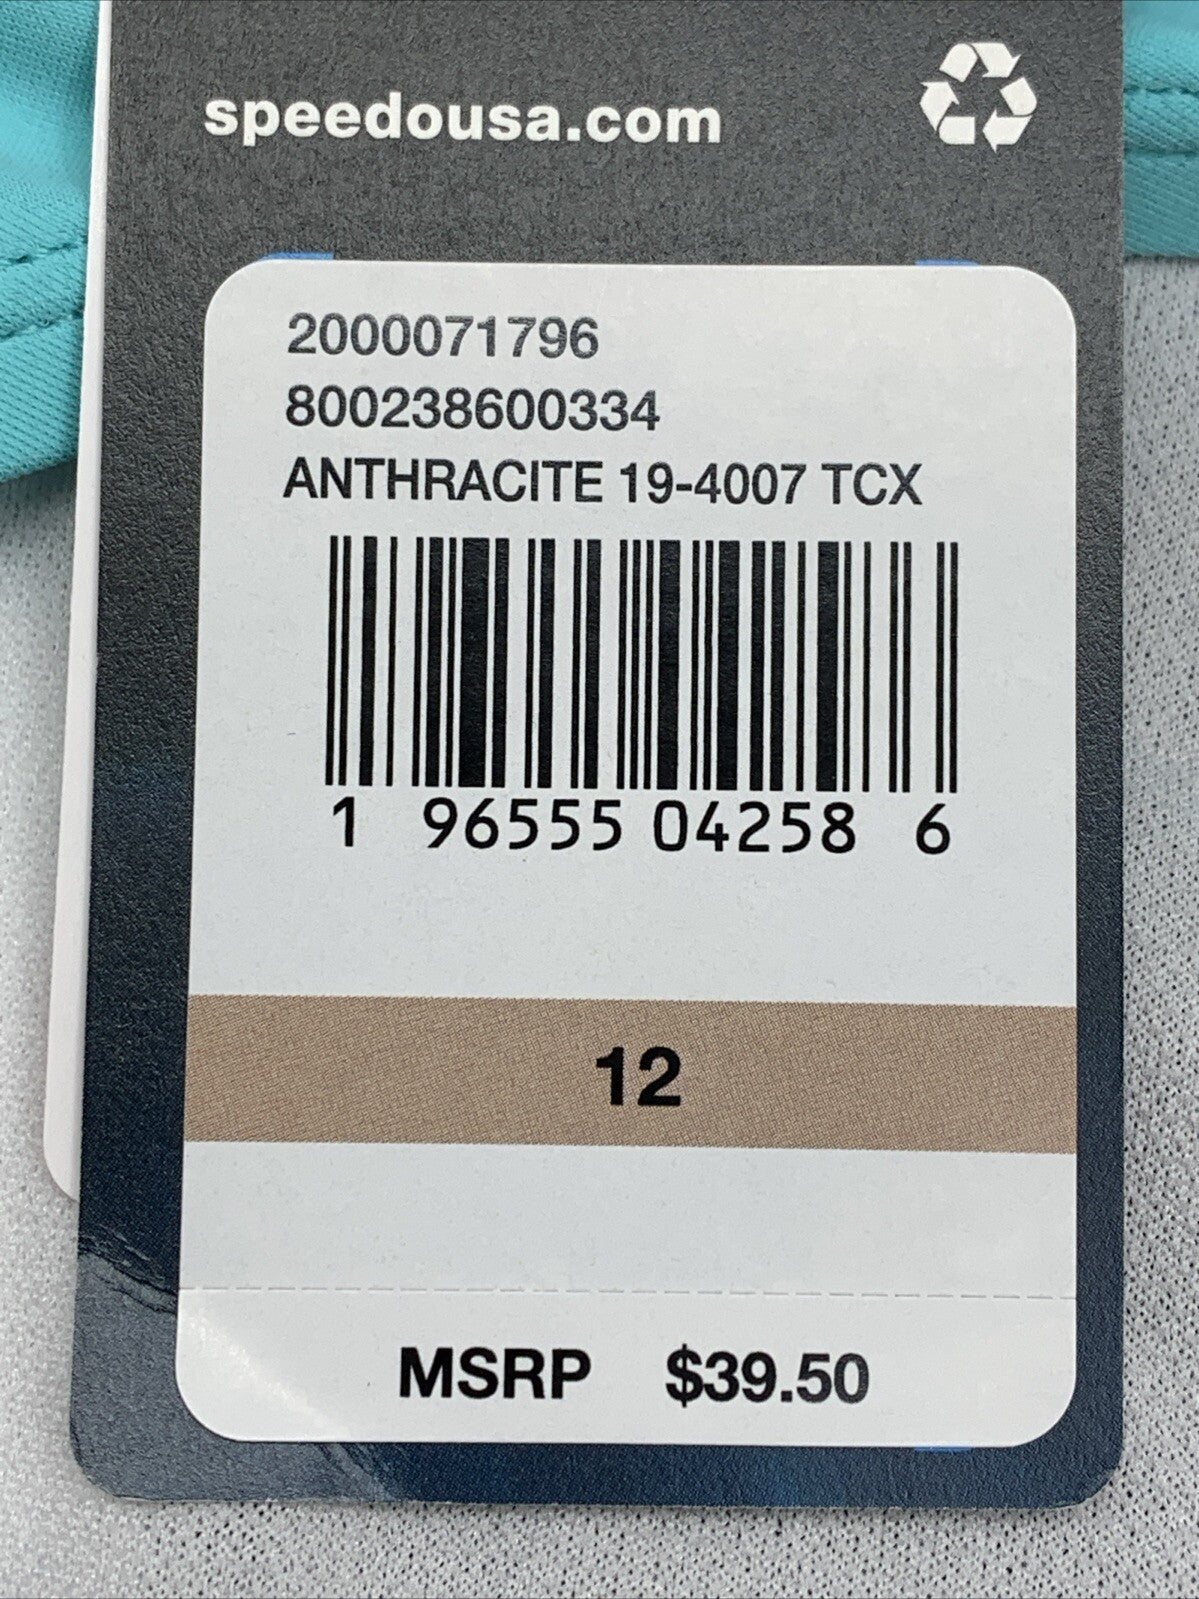 speedousa.com
2000071796
800238600334
ANTHRACITE 19-4007 TCX
1 96555 04258 6
12
MSRP $39.50